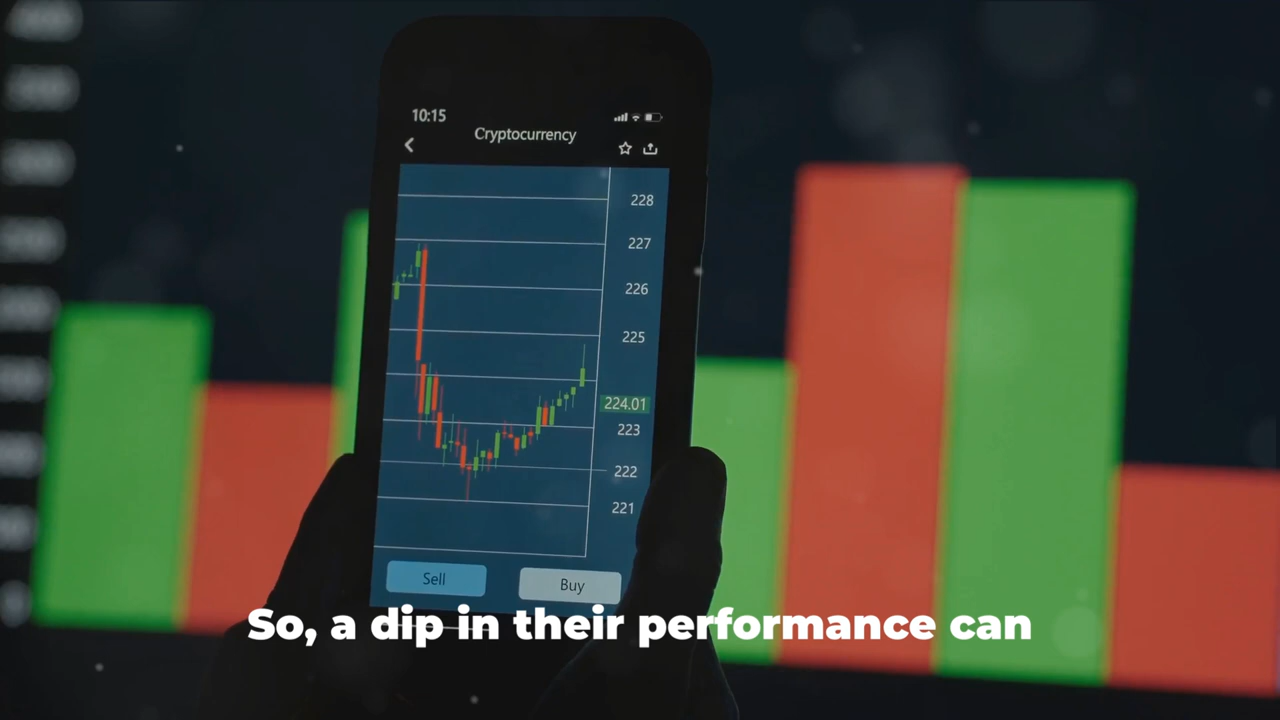 10:15
Cryptocurrency
228
227
226
225
224.01
223
222
221
Sell
Buy
So, a dip in their performance can